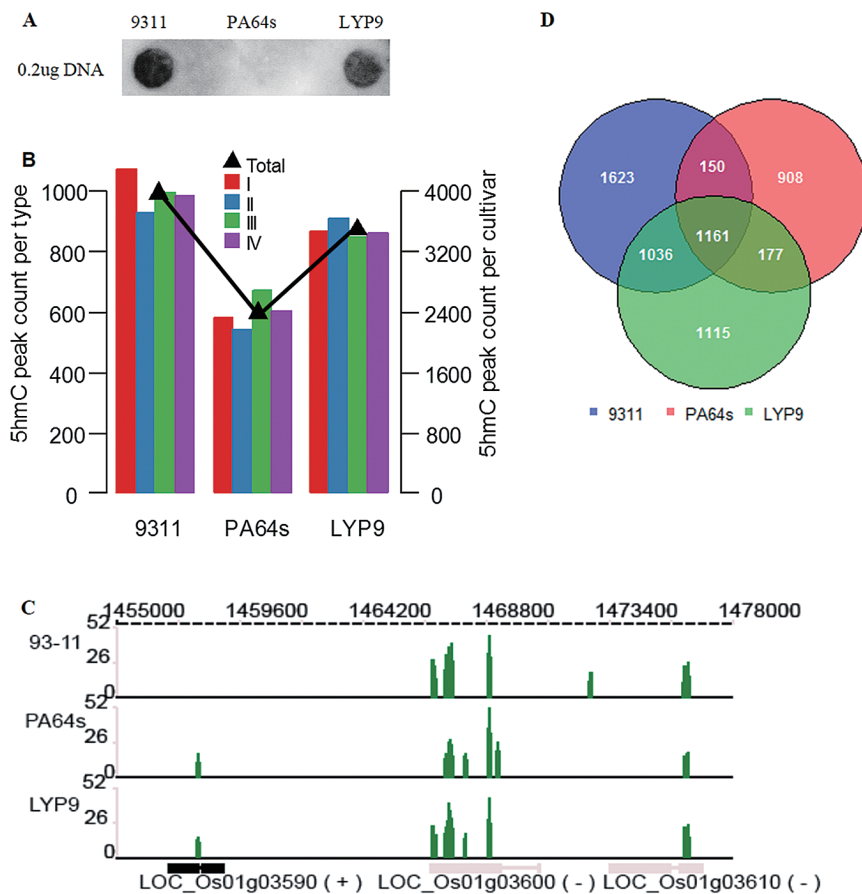 A
9311 PA64s LYP9
0.2ug DNA
B
Total
I
II
III
IV
5hmC peak count per type
1000
800
600
400
200
0
5hmC peak count per cultivar
4000
3200
2400
1600
800
0
9311 PA64s LYP9
D
1623
150
908
1161
1036
177
1115
9311 PA64s LYP9
C
1455000 1459600 1464200 1468800 1473400 1478000
52
93-11
26
0
52
PA64s
26
0
52
LYP9
26
0
LOC_Os01g03590 ( + ) LOC_Os01g03600 ( - ) LOC_Os01g03610 ( - )